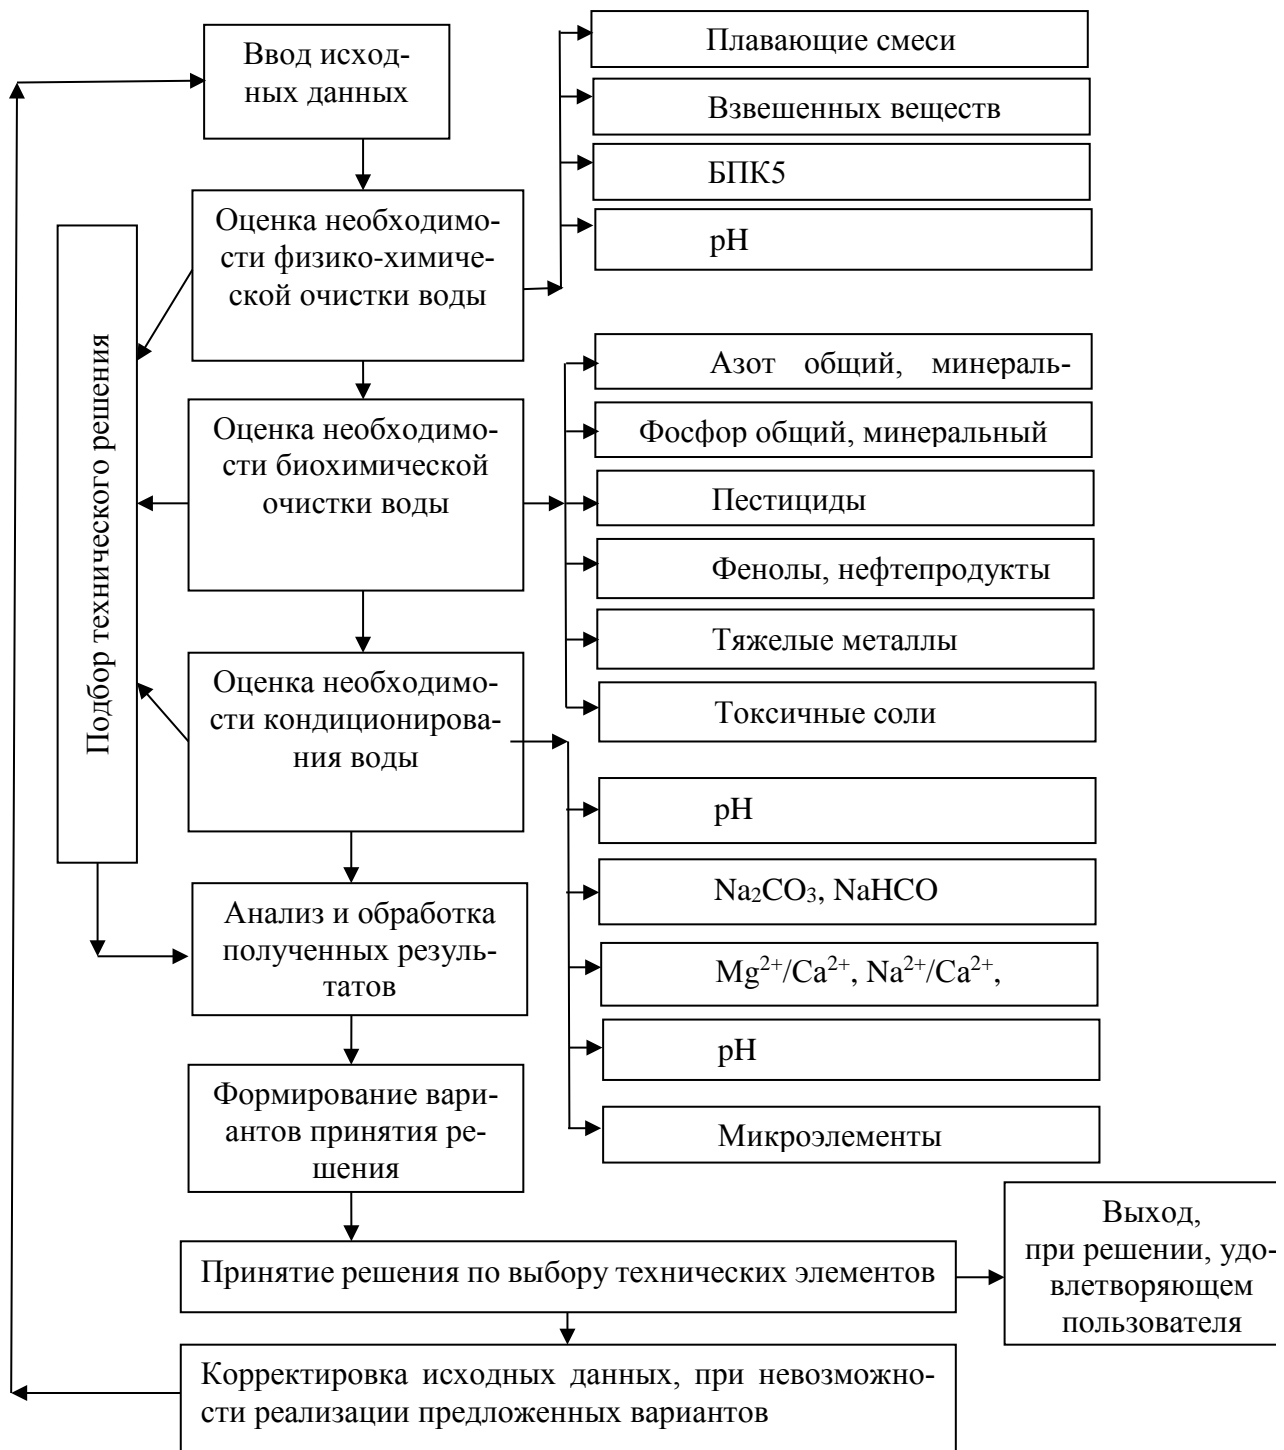 Ввод исход-
ных данных
Плавающие смеси
Взвешенных веществ
БПК5
pH
Оценка необходимо-
сти физико-химиче-
ской очистки воды
Подбор технического решения
Азот общий, минераль-
Фосфор общий, минеральный
Пестициды
Фенолы, нефтепродукты
Тяжелые металлы
Токсичные соли
Оценка необходимо-
сти биохимической
очистки воды
Оценка необходимо-
сти кондиционирова-
ния воды
pH
Na₂CO₃, NaHCO
Mg²⁺/Ca²⁺, Na²⁺/Ca²⁺,
pH
Микроэлементы
Анализ и обработка
полученных резуль-
татов
Формирование вари-
антов принятия ре-
шения
Принятие решения по выбору технических элементов
Выход,
при решении, удо-
влетворяющем
пользователя
Корректировка исходных данных, при невозможно-
сти реализации предложенных вариантов